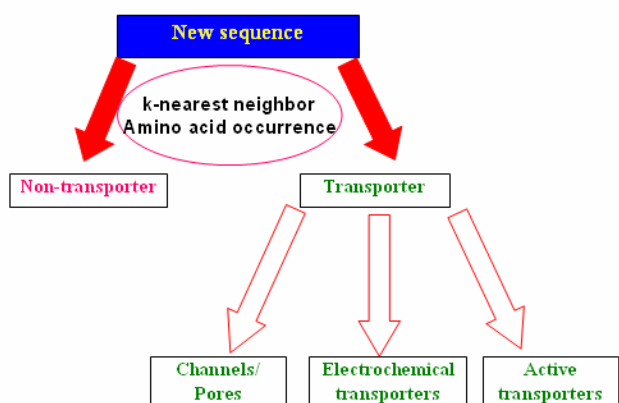 New sequence
k-nearest neighbor
Amino acid occurrence
Non-transporter
Transporter
Channels/
Pores
Electrochemical
transporters
Active
transporters